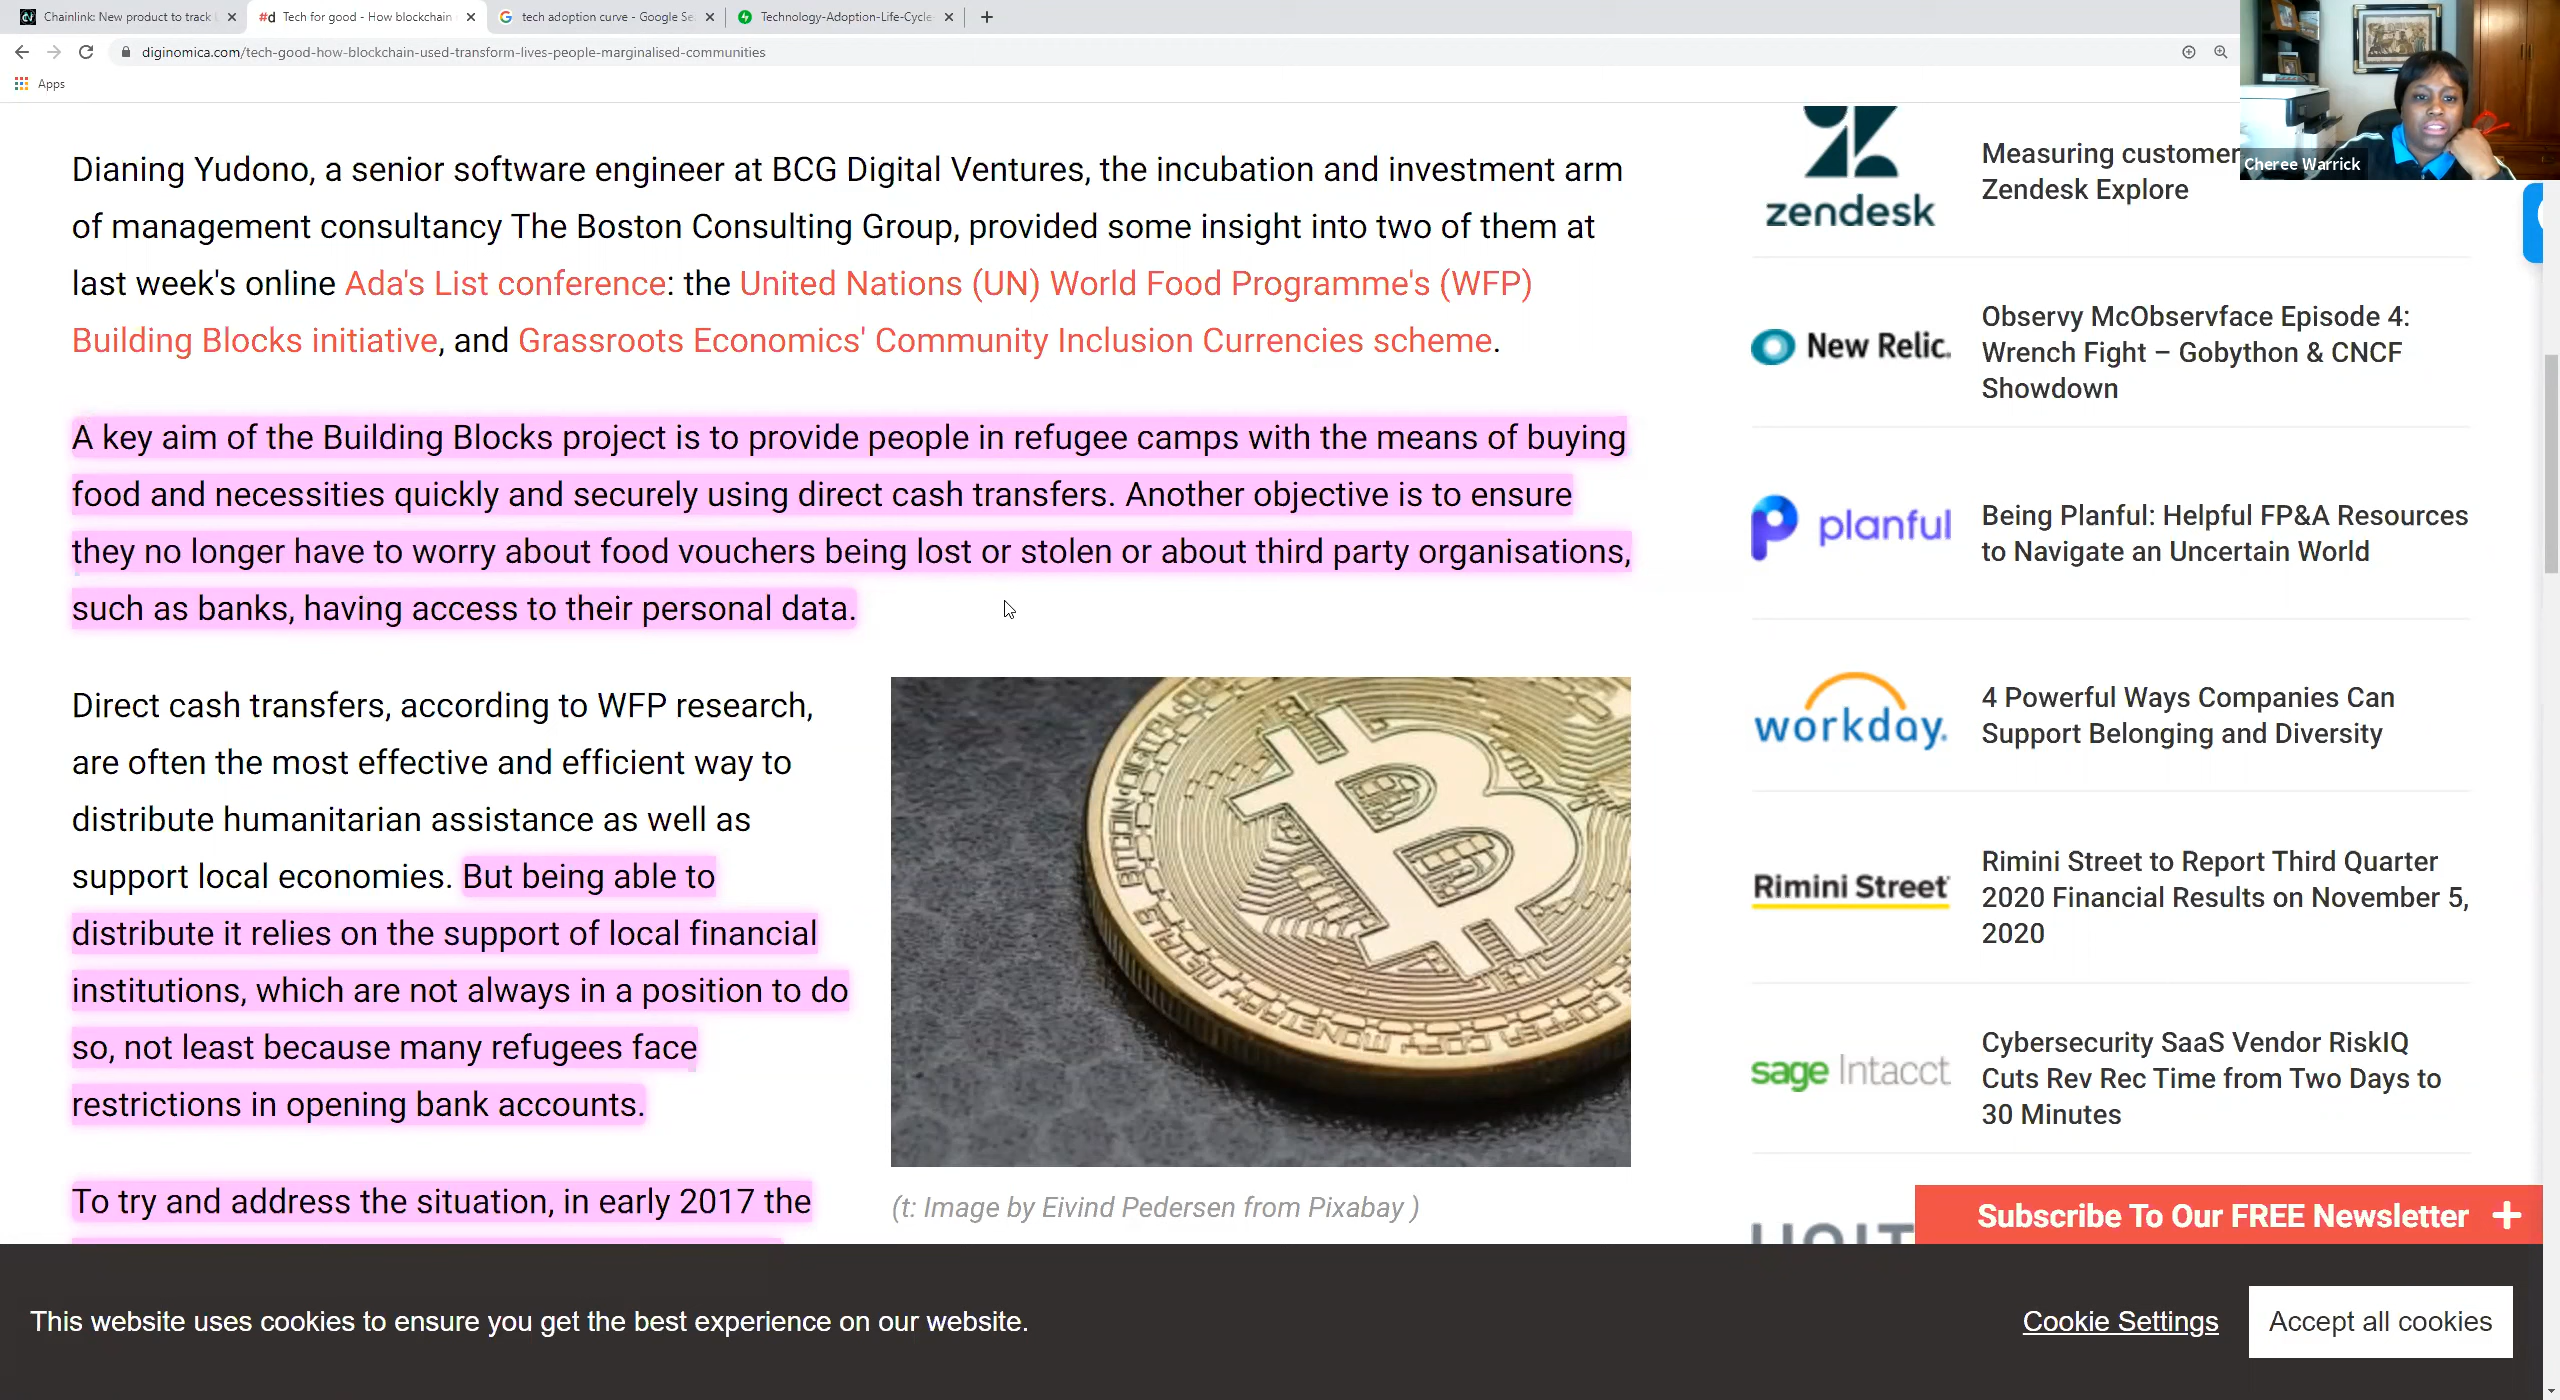 Chainlink: New product to track
#d Tech for good - How blockchain
tech adoption curve - Google Se
Technology-Adoption-Life-Cycle
diginomica.com/tech-good-how-blockchain-used-transform-lives-people-marginalised-communities
Apps
Cheree Warrick
Dianing Yudono, a senior software engineer at BCG Digital Ventures, the incubation and investment arm
of management consultancy The Boston Consulting Group, provided some insight into two of them at
last week's online Ada's List conference: the United Nations (UN) World Food Programme's (WFP)
Building Blocks initiative, and Grassroots Economics' Community Inclusion Currencies scheme.
A key aim of the Building Blocks project is to provide people in refugee camps with the means of buying
food and necessities quickly and securely using direct cash transfers. Another objective is to ensure
they no longer have to worry about food vouchers being lost or stolen or about third party organisations,
such as banks, having access to their personal data.
Direct cash transfers, according to WFP research,
are often the most effective and efficient way to
distribute humanitarian assistance as well as
support local economies. But being able to
distribute it relies on the support of local financial
institutions, which are not always in a position to do
so, not least because many refugees face
restrictions in opening bank accounts.
To try and address the situation, in early 2017 the
BITCOIN
DIGITAL
(t: Image by Eivind Pedersen from Pixabay )
zendesk
Measuring customer
Zendesk Explore
New Relic.
Observy McObservface Episode 4:
Wrench Fight – Gobython & CNCF
Showdown
planful
Being Planful: Helpful FP&A Resources
to Navigate an Uncertain World
workday.
4 Powerful Ways Companies Can
Support Belonging and Diversity
Rimini Street
Rimini Street to Report Third Quarter
2020 Financial Results on November 5,
2020
sage Intacct
Cybersecurity SaaS Vendor RiskIQ
Cuts Rev Rec Time from Two Days to
30 Minutes
Subscribe To Our FREE Newsletter +
This website uses cookies to ensure you get the best experience on our website.
Cookie Settings
Accept all cookies